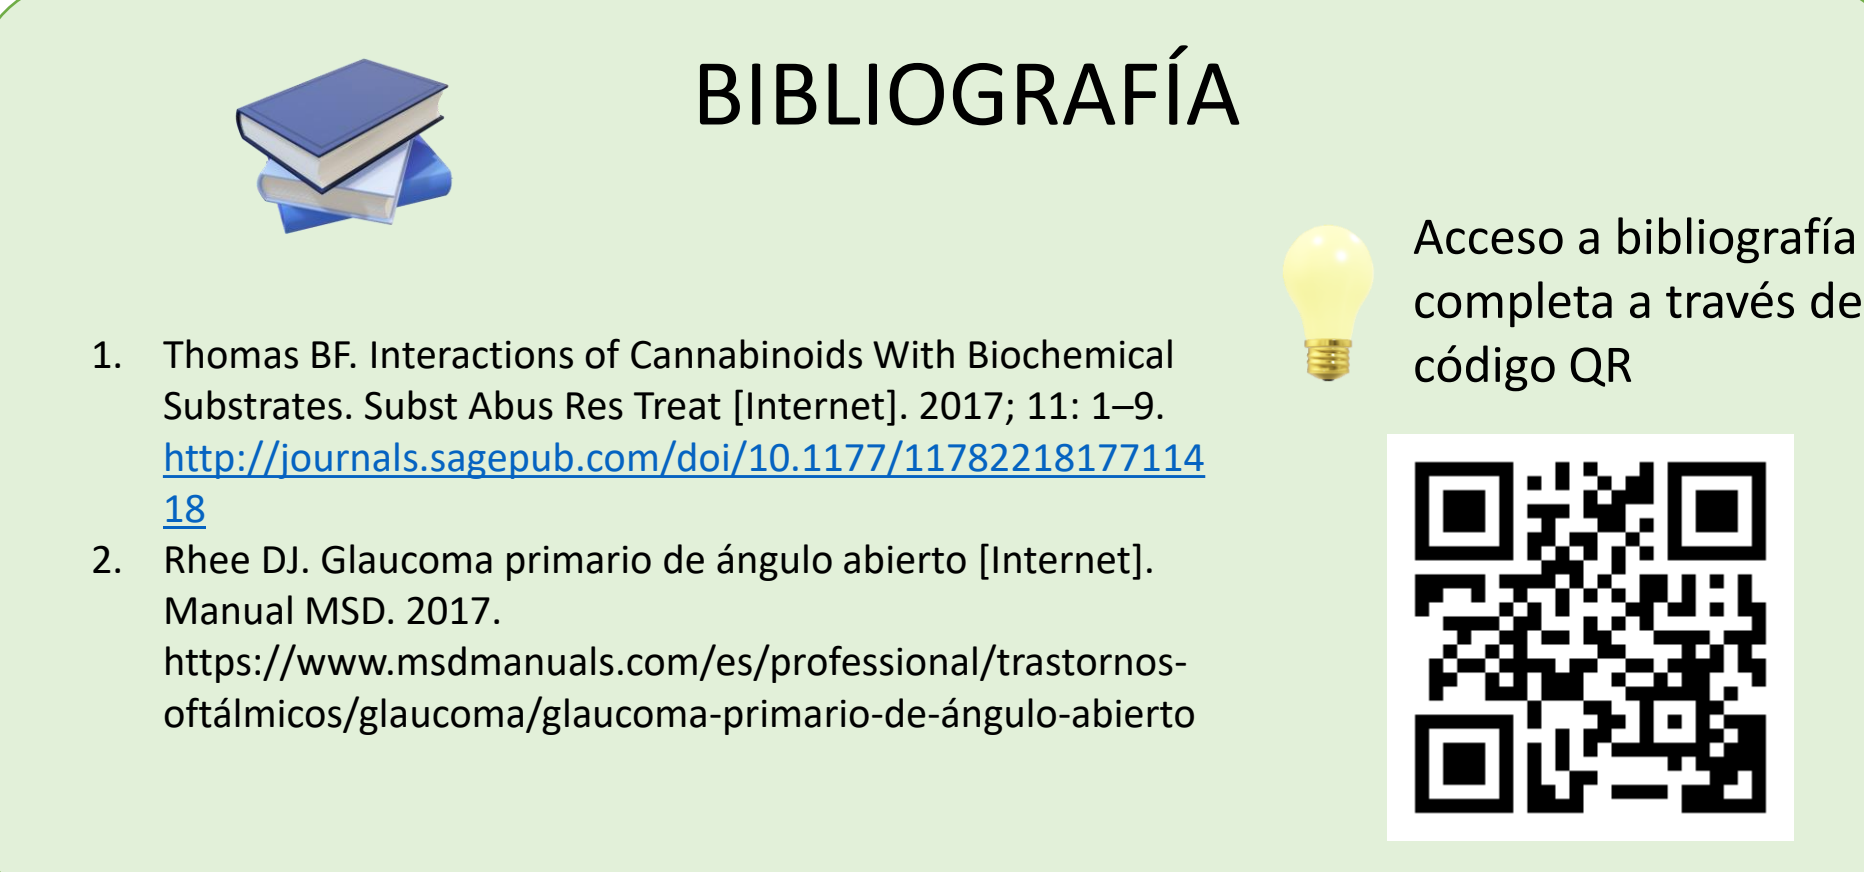 BIBLIOGRAFÍA
Acceso a bibliografía
completa a través de
código QR
1. Thomas BF. Interactions of Cannabinoids With Biochemical
Substrates. Subst Abus Res Treat [Internet]. 2017; 11: 1–9.
http://journals.sagepub.com/doi/10.1177/11782218177114
18
2. Rhee DJ. Glaucoma primario de ángulo abierto [Internet].
Manual MSD. 2017.
https://www.msdmanuals.com/es/professional/trastornos-
oftálmicos/glaucoma/glaucoma-primario-de-ángulo-abierto